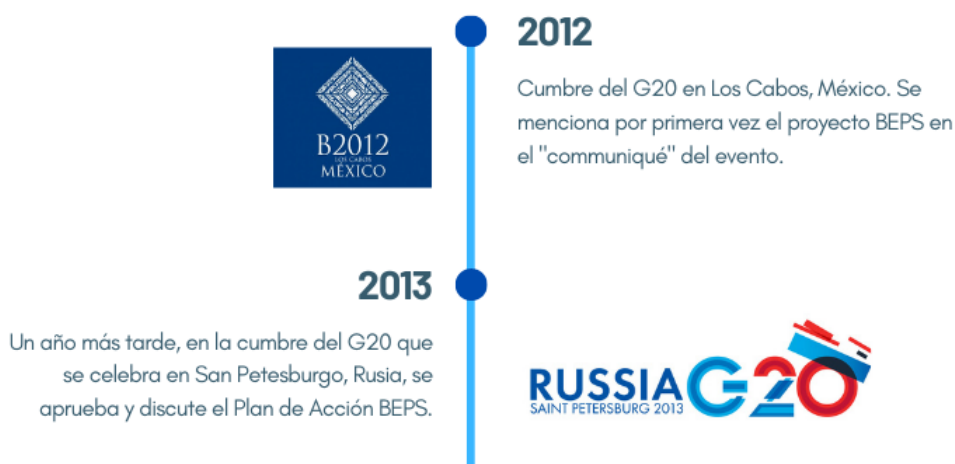 2012
Cumbre del G20 en Los Cabos, México. Se
menciona por primera vez el proyecto BEPS en
el "communiqué" del evento.
B2012
LOS CABOS
MÉXICO
2013
Un año más tarde, en la cumbre del G20 que
se celebra en San Petesburgo, Rusia, se
aprueba y discute el Plan de Acción BEPS.
RUSSIA G20
SAINT PETERSBURG 2013